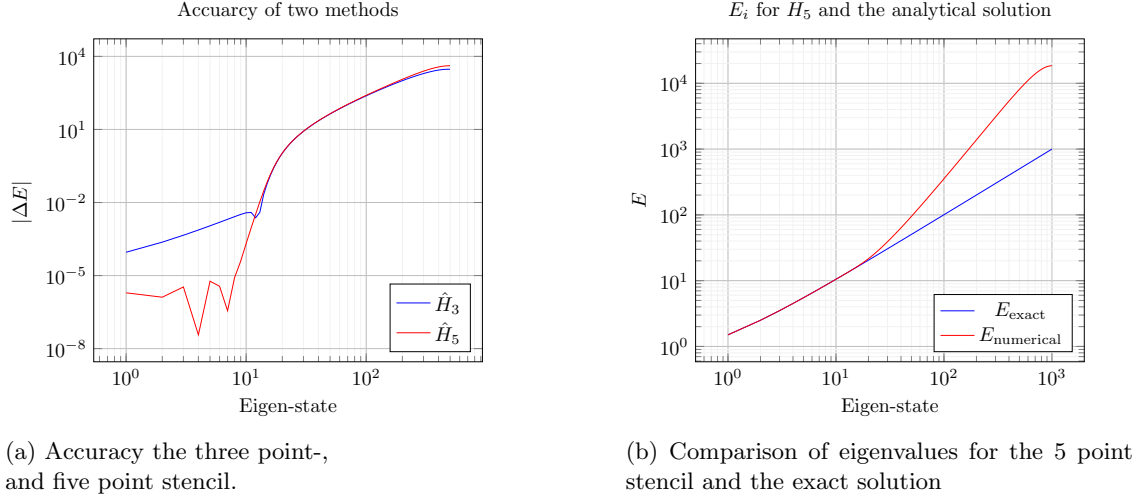 Accuarcy of two methods
|ΔE|
10^4
10^1
10^−2
10^−5
10^−8
Ĥ_3
Ĥ_5
10^0
10^1
10^2
Eigen-state
(a) Accuracy the three point-,
and five point stencil.
E_i for H_5 and the analytical solution
E
10^4
10^3
10^2
10^1
10^0
E_exact
E_numerical
10^0
10^1
10^2
10^3
Eigen-state
(b) Comparison of eigenvalues for the 5 point
stencil and the exact solution